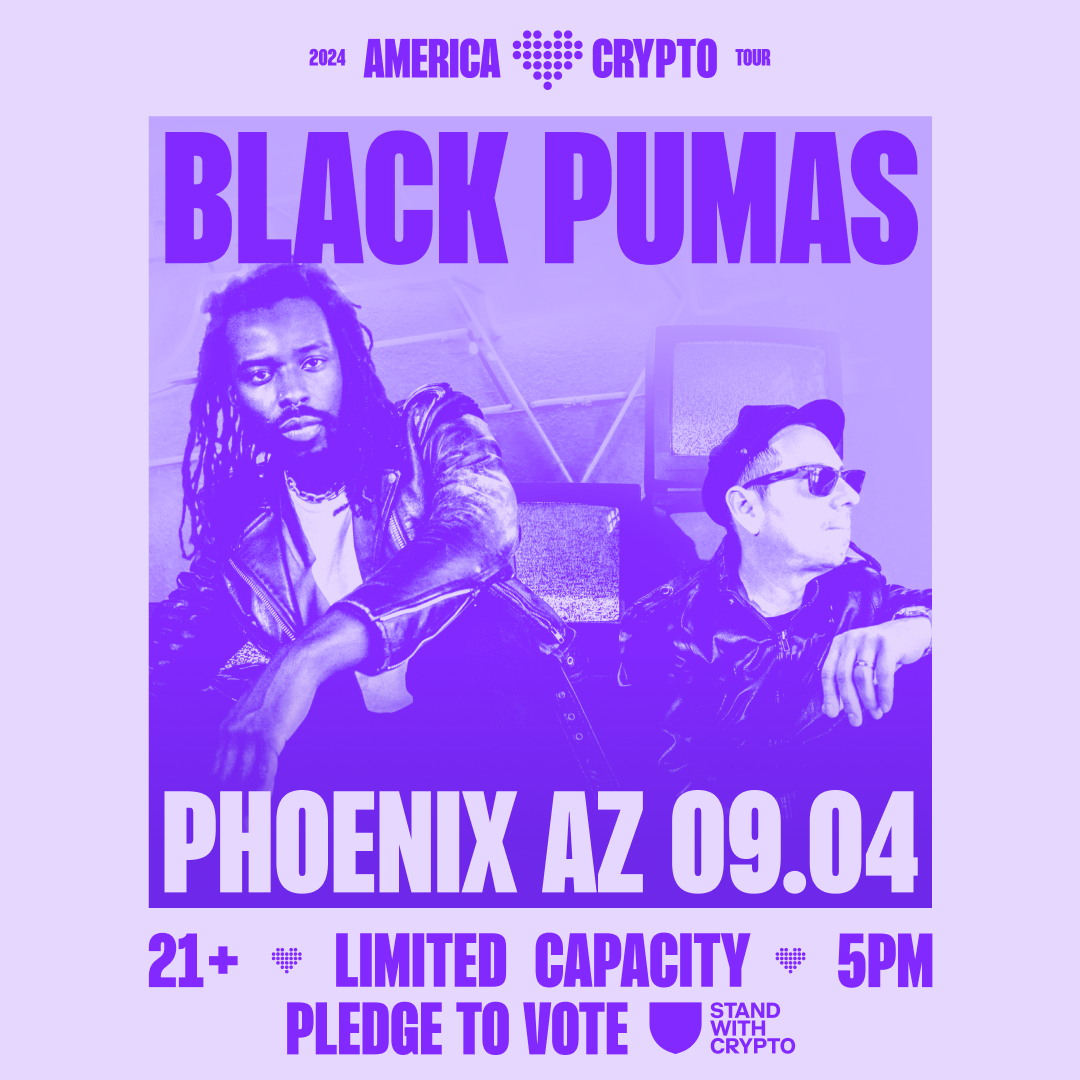 2024 AMERICA CRYPTO TOUR
BLACK PUMAS
PHOENIX AZ 09.04
21+ LIMITED CAPACITY 5PM
PLEDGE TO VOTE
STAND
WITH
CRYPTO